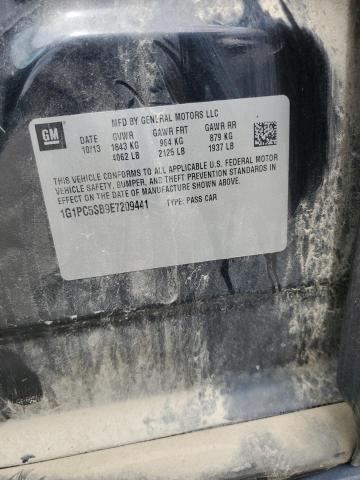 MFD BY GENERAL MOTORS LLC
GM DATE GVWR GAWR FRT GAWR RR
10/13 1843 KG 964 KG 879 KG
4062 LB 2125 LB 1937 LB
THIS VEHICLE CONFORMS TO ALL APPLICABLE U.S. FEDERAL MOTOR
VEHICLE SAFETY, BUMPER, AND THEFT PREVENTION STANDARDS IN
EFFECT ON THE DATE OF MANUFACTURE SHOWN ABOVE.
1G1PC5SB9E7209441 TYPE: PASS CAR